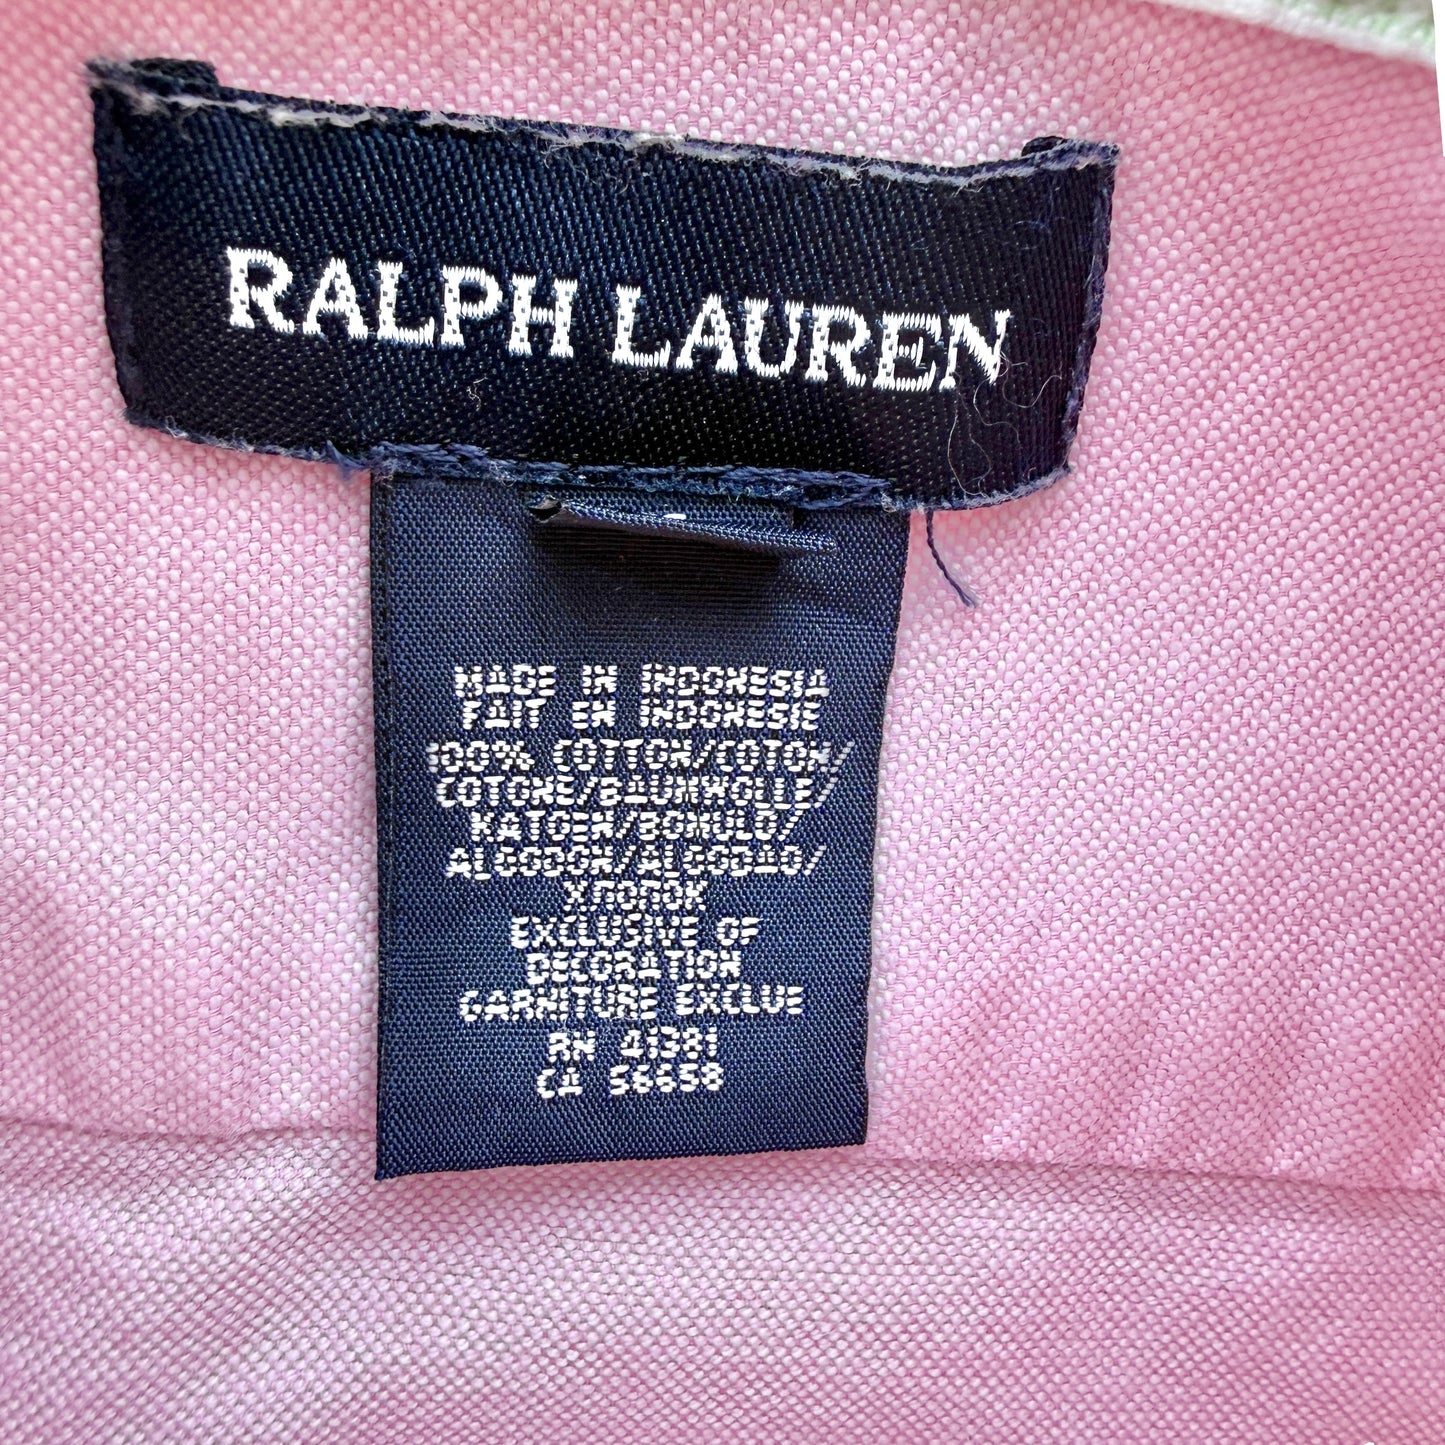 RALPH LAUREN
MADE IN INDONESIA
FAIT EN INDONESIE
100% COTTON/COTON/
COTONE/BAUMWOLLE/
KATOEN/BOMULD/
ALGODON/ALGODAO/
ХЛОПОК
EXCLUSIVE OF
DECORATION
GARNITURE EXCLUE
RN 41381
CA 56658